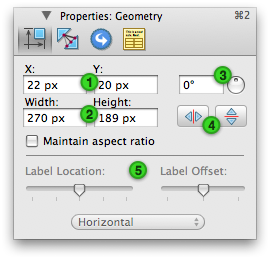 Properties: Geometry ⌘2
X: Y:
22 px 1 20 px 0° 3
Width: Height:
270 px 2 189 px 4
Maintain aspect ratio
Label Location: 5 Label Offset:
Horizontal